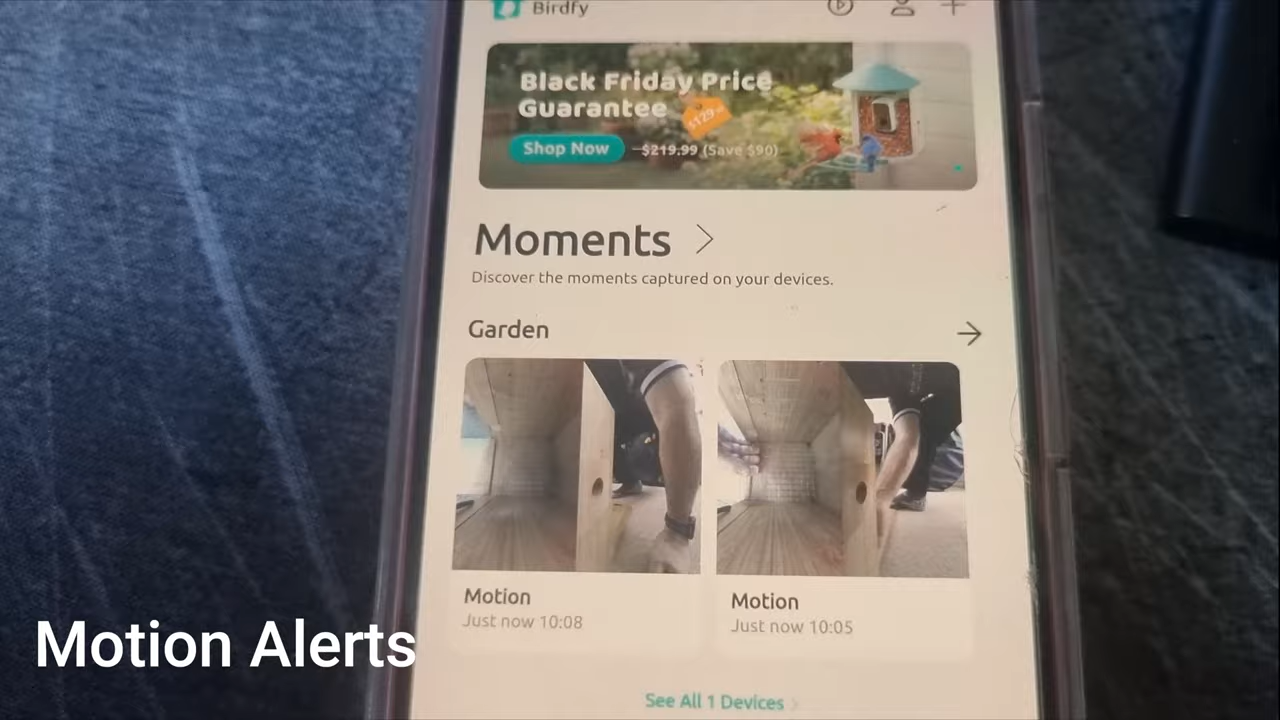 Birdfy
Black Friday Price
Guarantee
$129
Shop Now $219.99 (Save $90)
Moments
Discover the moments captured on your devices.
Garden
Motion
Just now 10:08
Motion
Just now 10:05
See All 1 Devices
Motion Alerts